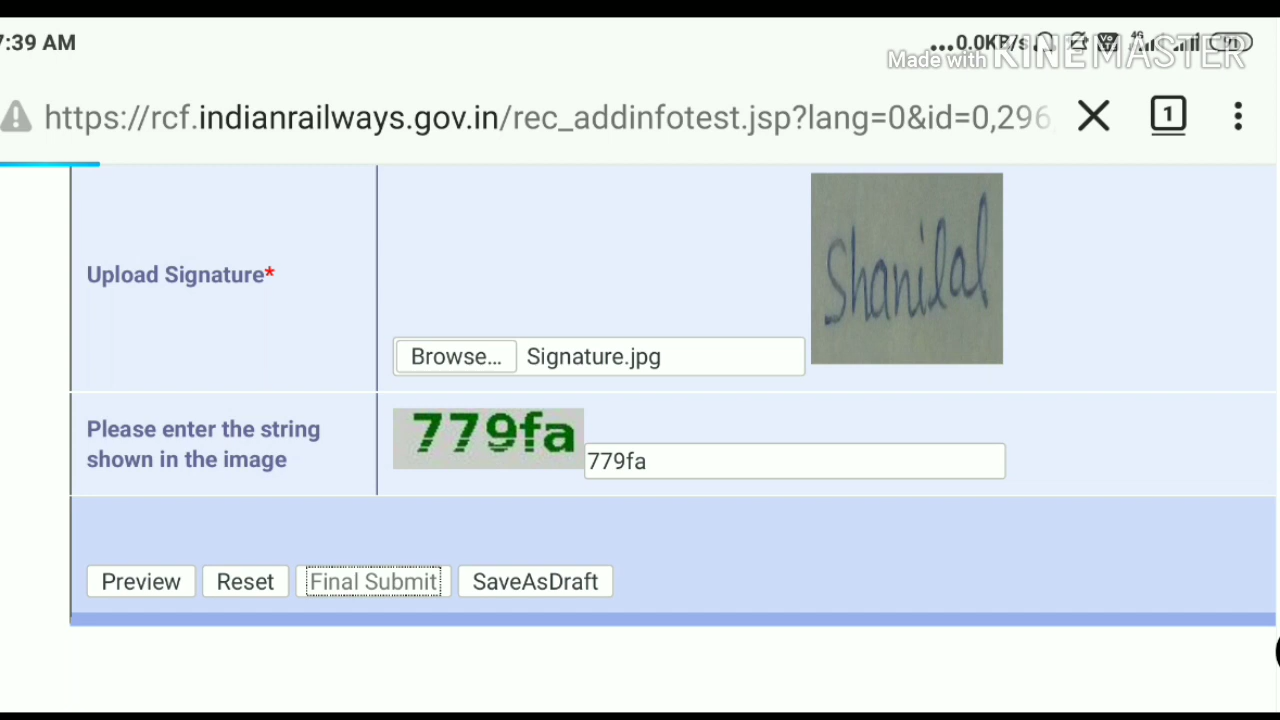 7:39 AM
...0.0KB/s
Made with KINEMASTER
https://rcf.indianrailways.gov.in/rec_addinfotest.jsp?lang=0&id=0,296
1
Shanilal
Upload Signature*
Browse... Signature.jpg
Please enter the string
shown in the image
779fa
779fa
Preview Reset Final Submit SaveAsDraft